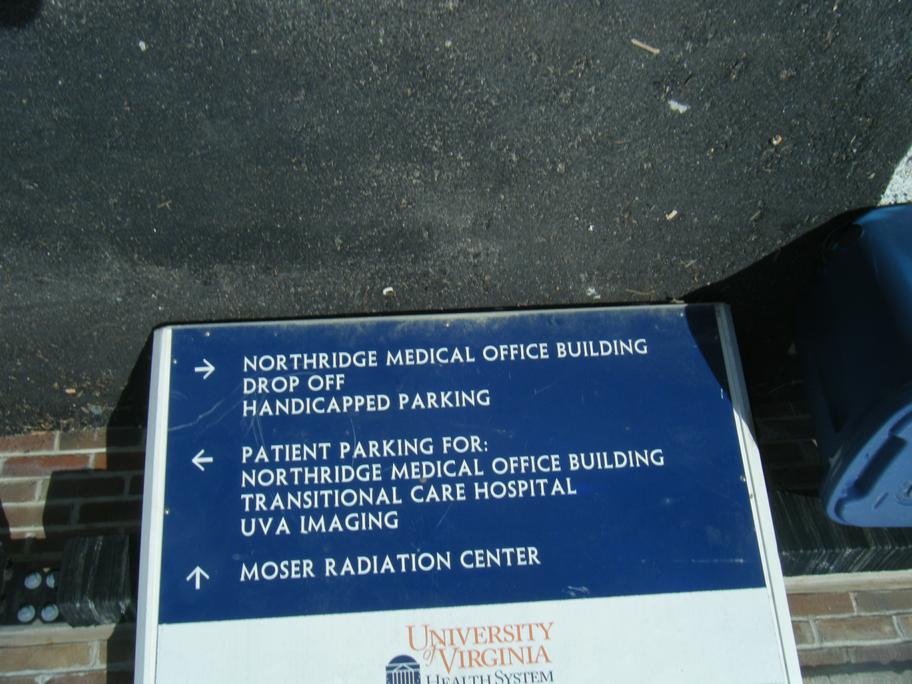 → NORTHRIDGE MEDICAL OFFICE BUILDING
DROP OFF
HANDICAPPED PARKING
← PATIENT PARKING FOR:
NORTHRIDGE MEDICAL OFFICE BUILDING
TRANSITIONAL CARE HOSPITAL
UVA IMAGING
↑ MOSER RADIATION CENTER
UNIVERSITY
of VIRGINIA
HEALTH SYSTEM